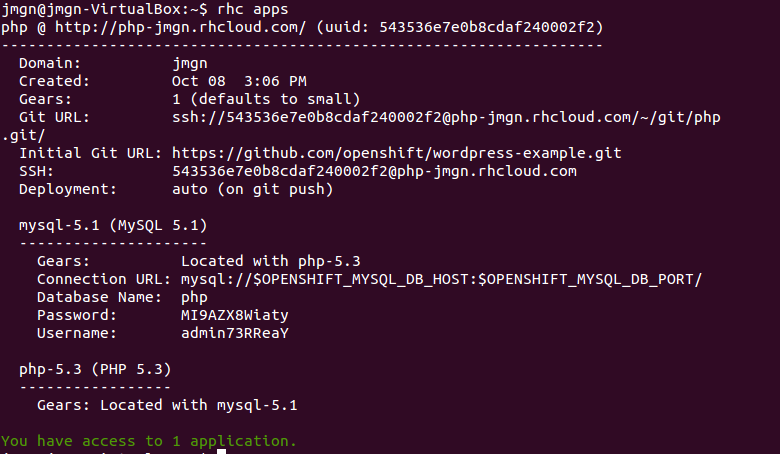 jmgn@jmgn-VirtualBox:~$ rhc apps
php @ http://php-jmgn.rhcloud.com/ (uuid: 543536e7e0b8cdaf240002f2)
-------------------------------------------------------------------
Domain: jmgn
Created: Oct 08  3:06 PM
Gears: 1 (defaults to small)
Git URL: ssh://543536e7e0b8cdaf240002f2@php-jmgn.rhcloud.com/~/git/php
.git/
Initial Git URL: https://github.com/openshift/wordpress-example.git
SSH: 543536e7e0b8cdaf240002f2@php-jmgn.rhcloud.com
Deployment: auto (on git push)
mysql-5.1 (MySQL 5.1)
---------------------
Gears: Located with php-5.3
Connection URL: mysql://$OPENSHIFT_MYSQL_DB_HOST:$OPENSHIFT_MYSQL_DB_PORT/
Database Name: php
Password: MI9AZX8Wiaty
Username: admin73RReaY
php-5.3 (PHP 5.3)
-----------------
Gears: Located with mysql-5.1
You have access to 1 application.